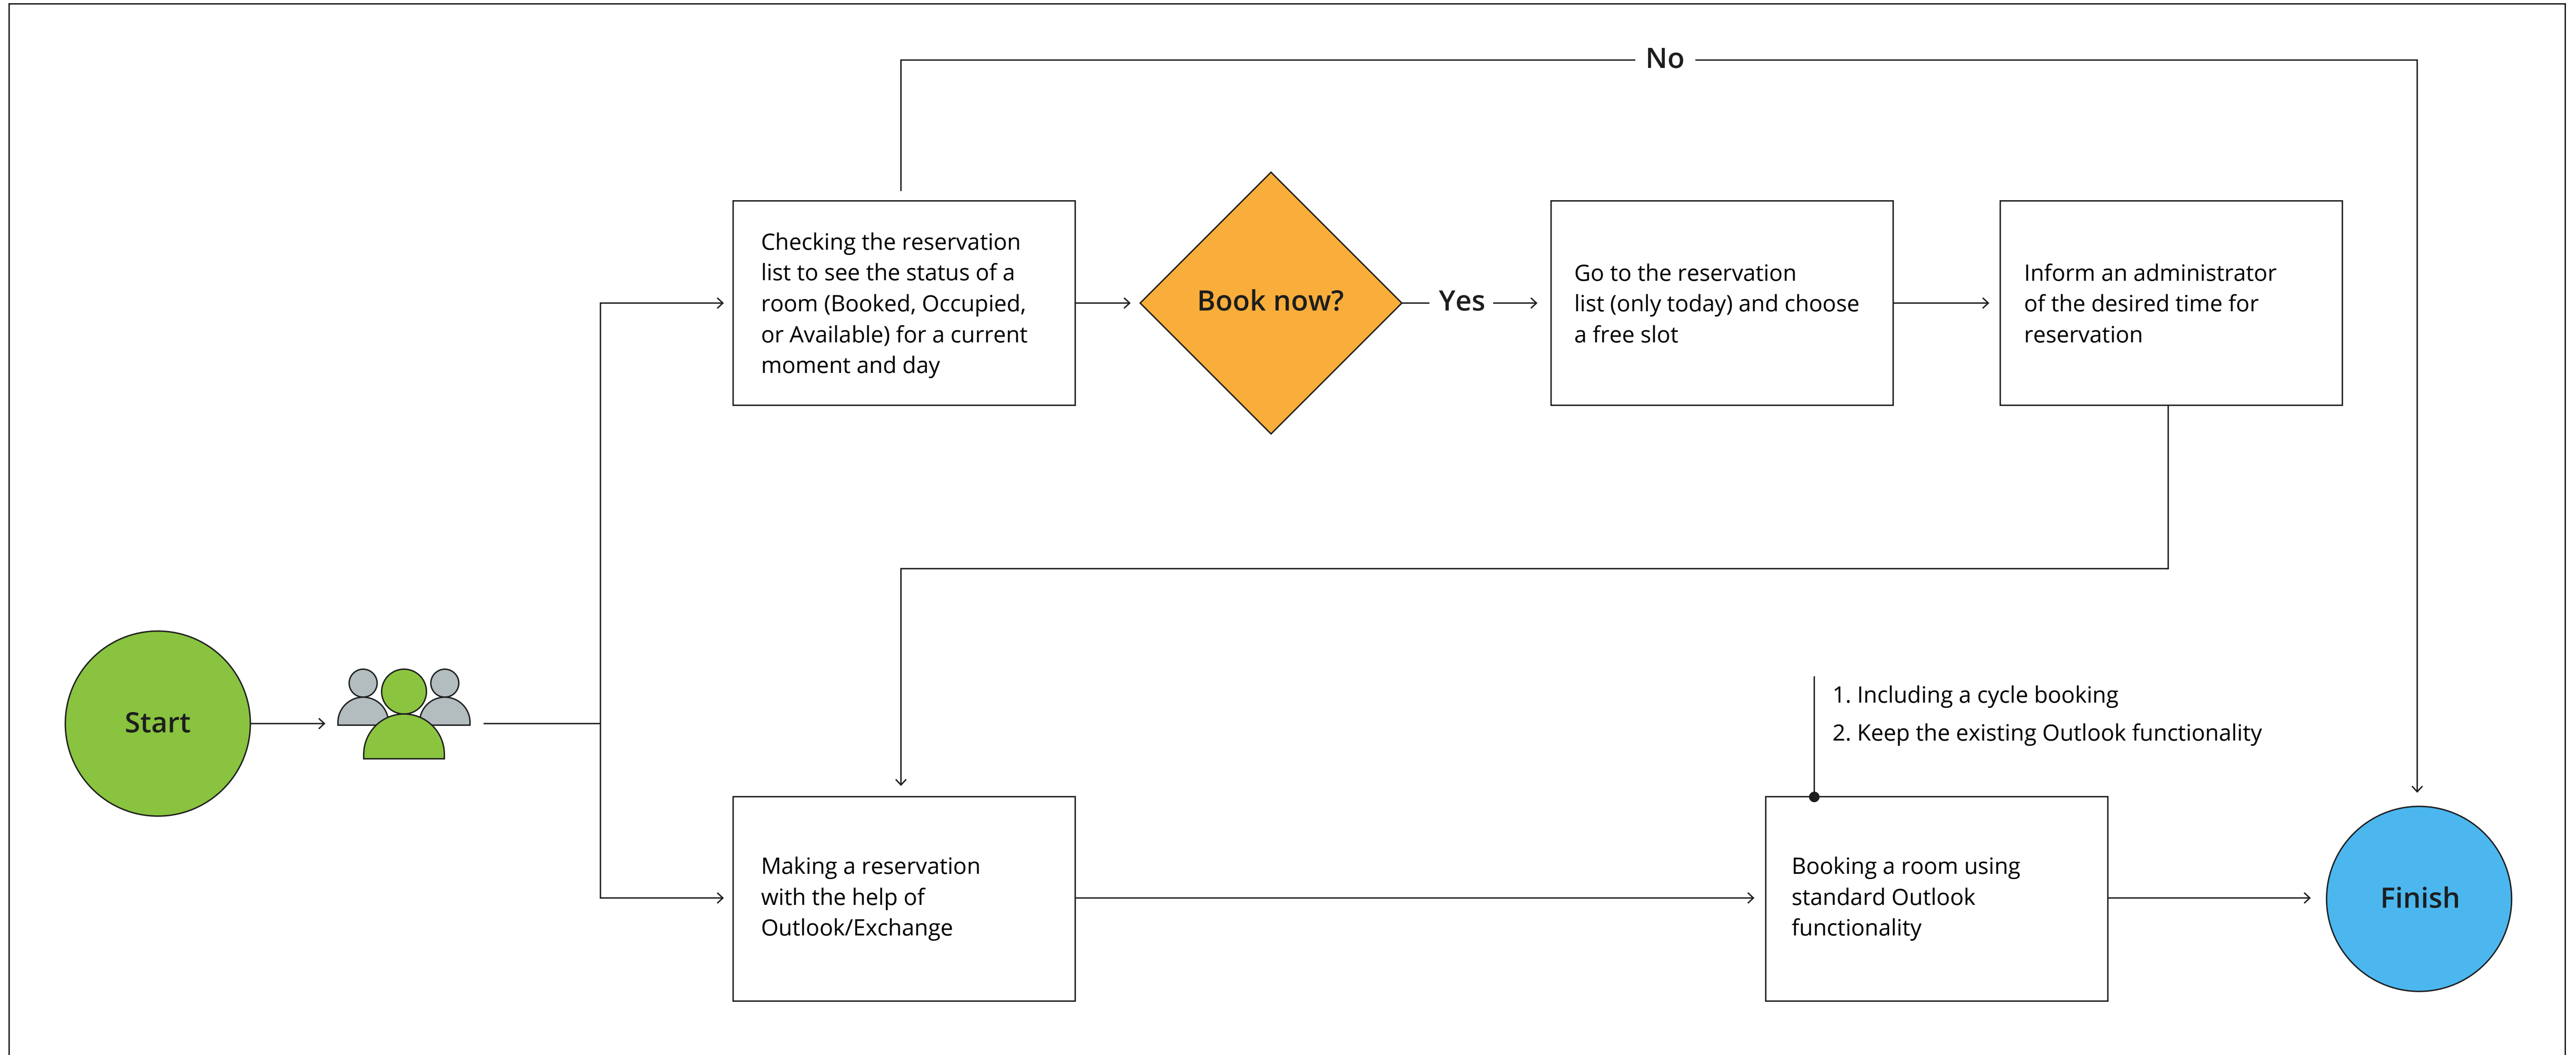 No
Checking the reservation
list to see the status of a
room (Booked, Occupied,
or Available) for a current
moment and day
Book now?
Yes
Go to the reservation
list (only today) and choose
a free slot
Inform an administrator
of the desired time for
reservation
Start
1. Including a cycle booking
2. Keep the existing Outlook functionality
Making a reservation
with the help of
Outlook/Exchange
Booking a room using
standard Outlook
functionality
Finish